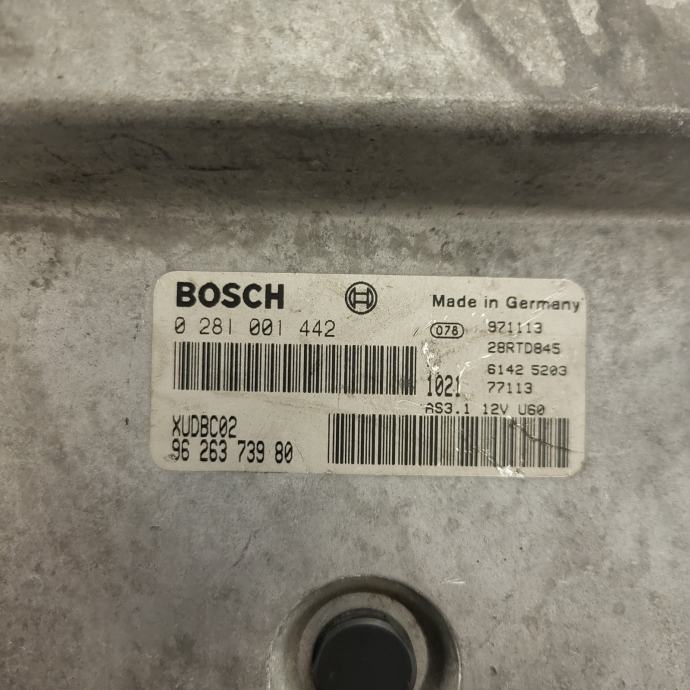 BOSCH
Made in Germany
0 281 001 442
078 971113
28RTD845
6142 5203
1021 77113
AS3.1 12V U60
XUDBC02
96 263 739 80